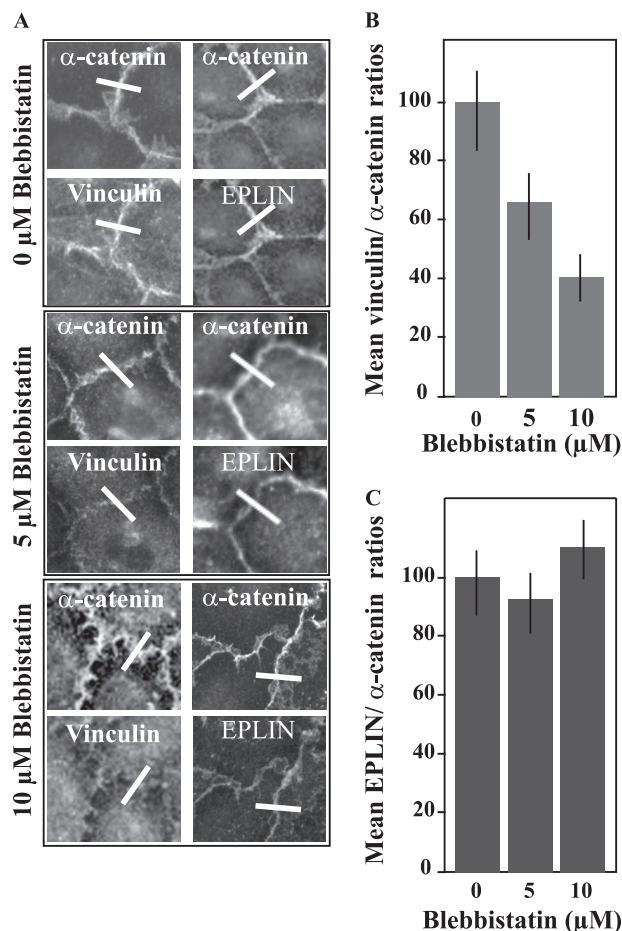 A
0 µM Blebbistatin
α-catenin
α-catenin
Vinculin
EPLIN
5 µM Blebbistatin
α-catenin
α-catenin
Vinculin
EPLIN
10 µM Blebbistatin
α-catenin
α-catenin
Vinculin
EPLIN
B
Mean vinculin/ α-catenin ratios
100
80
60
40
20
0
0 5 10
Blebbistatin (µM)
C
Mean EPLIN/ α-catenin ratios
100
80
60
40
20
0
0 5 10
Blebbistatin (µM)